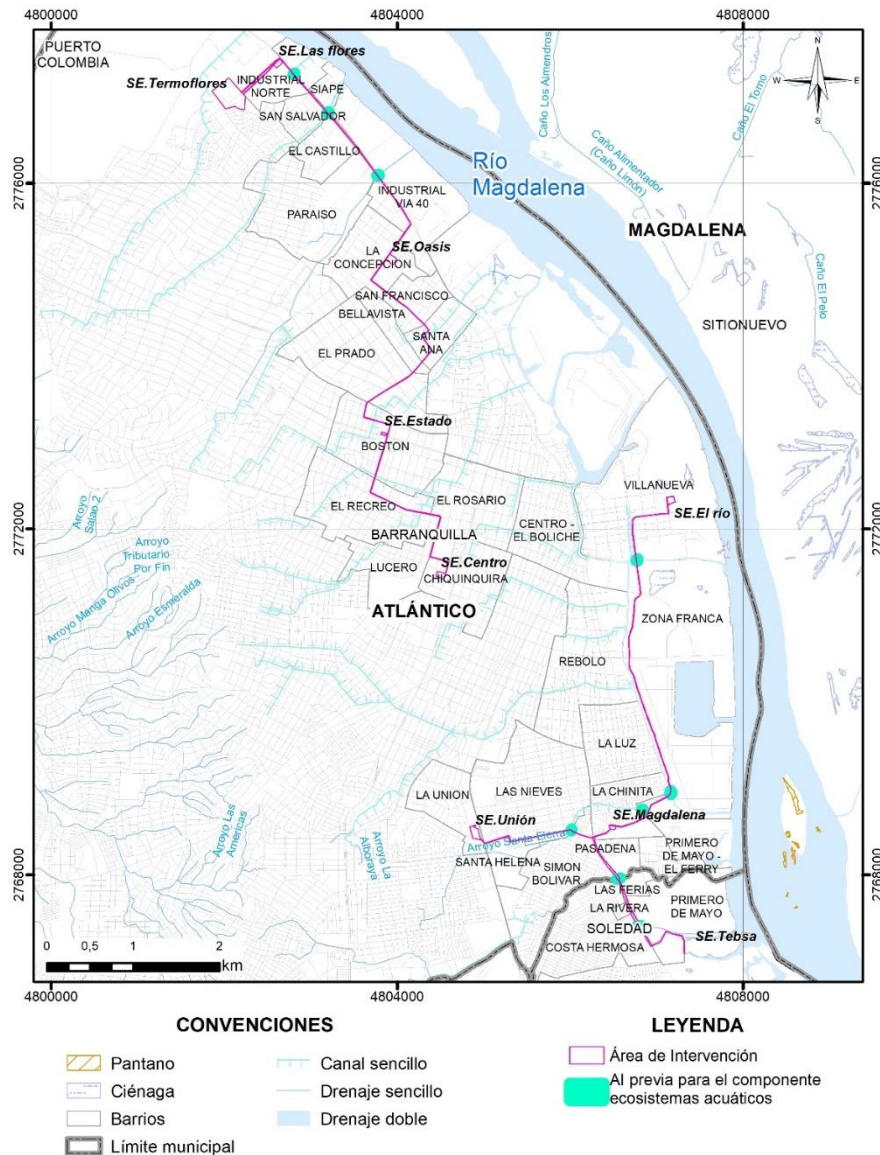 4800000
4804000
4808000
PUERTO
COLOMBIA
SE.Las flores
SE.Termoflores
INDUSTRIAL
NORTE
SIAPE
SAN SALVADOR
EL CASTILLO
Caño Los Almendros
Caño El Torno
Caño Alimentador
(Caño Limón)
N
W
E
S
2776000
2776000
Río
Magdalena
INDUSTRIAL
VIA 40
PARAISO
MAGDALENA
SE.Oasis
LA
CONCEPCION
Caño El Pelo
SAN FRANCISCO
BELLAVISTA
SITIONUEVO
SANTA
ANA
EL PRADO
SE.Estado
BOSTON
VILLANUEVA
EL ROSARIO
EL RECREO
SE.El río
Arroyo
Salao 2
2772000
2772000
CENTRO -
EL BOLICHE
BARRANQUILLA
Arroyo
Tributario
Por Fin
SE.Centro
LUCERO
CHIQUINQUIRA
Arroyo Manga Olivos
Arroyo Esmeralda
ATLÁNTICO
ZONA FRANCA
REBOLO
LA LUZ
LA UNION
LAS NIEVES
LA CHINITA
SE.Unión
SE.Magdalena
Arroyo Las
Americas
Arroyo La
Alboraya
Arroyo Santa Elena
PASADENA
SANTA HELENA
PRIMERO
DE MAYO -
EL FERRY
2768000
2768000
SIMON
BOLIVAR
LAS FERIAS
LA RIVERA
PRIMERO
DE MAYO
SOLEDAD
SE.Tebsa
COSTA HERMOSA
0
0,5
1
2
km
4800000
4804000
4808000
CONVENCIONES
LEYENDA
Pantano
Canal sencillo
Área de Intervención
Ciénaga
Drenaje sencillo
AI previa para el componente
ecosistemas acuáticos
Barrios
Drenaje doble
Límite municipal